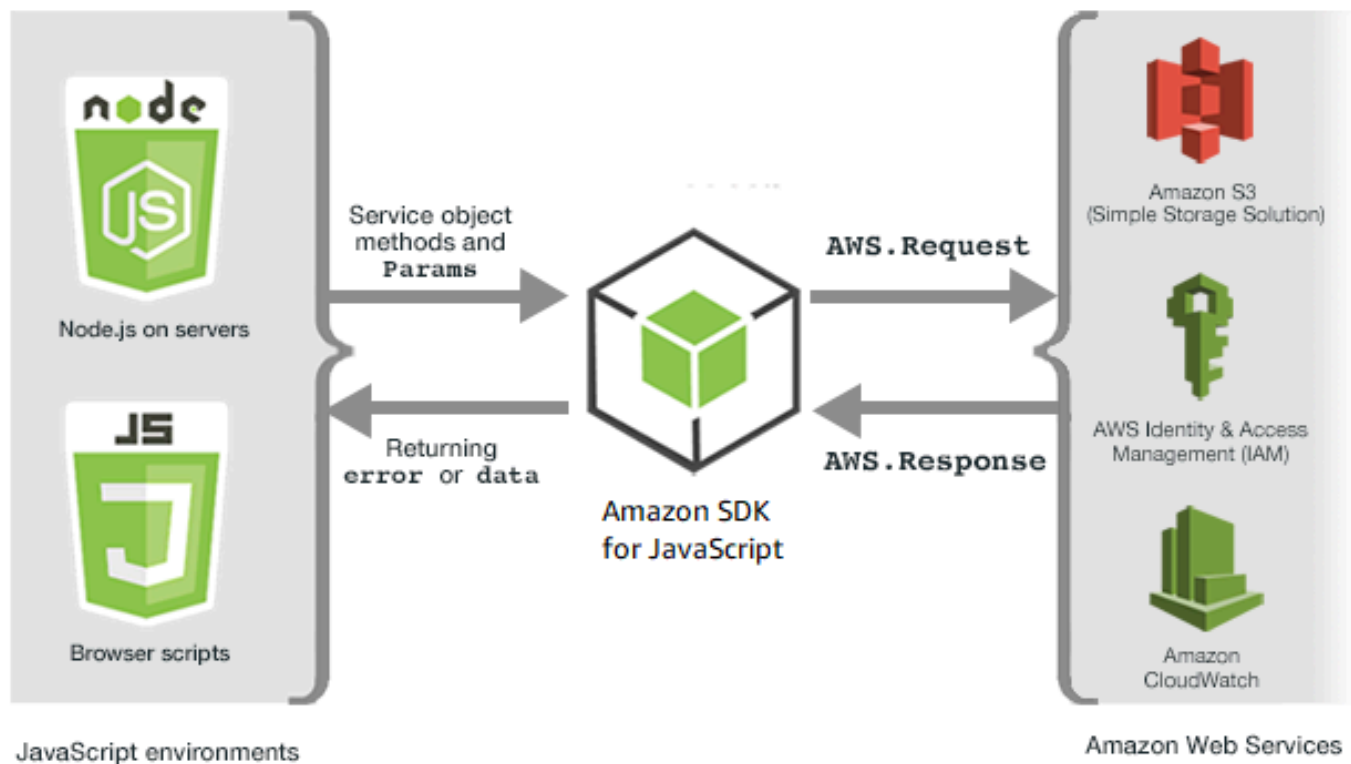 node
JS
Node.js on servers
JS
Browser scripts
JavaScript environments
Service object
methods and
Params
Returning
error or data
Amazon SDK
for JavaScript
AWS.Request
AWS.Response
Amazon S3
(Simple Storage Solution)
AWS Identity & Access
Management (IAM)
Amazon
CloudWatch
Amazon Web Services